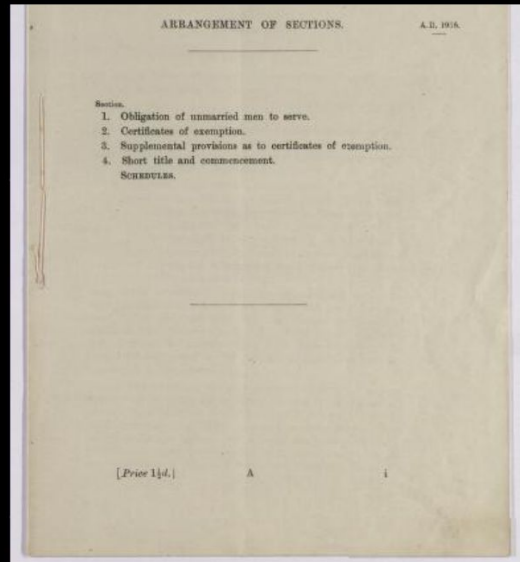 ARRANGEMENT OF SECTIONS. A.D. 1916.
Section.
1. Obligation of unmarried men to serve.
2. Certificates of exemption.
3. Supplemental provisions as to certificates of exemption.
4. Short title and commencement.
SCHEDULES.
[Price 1½d.] A i